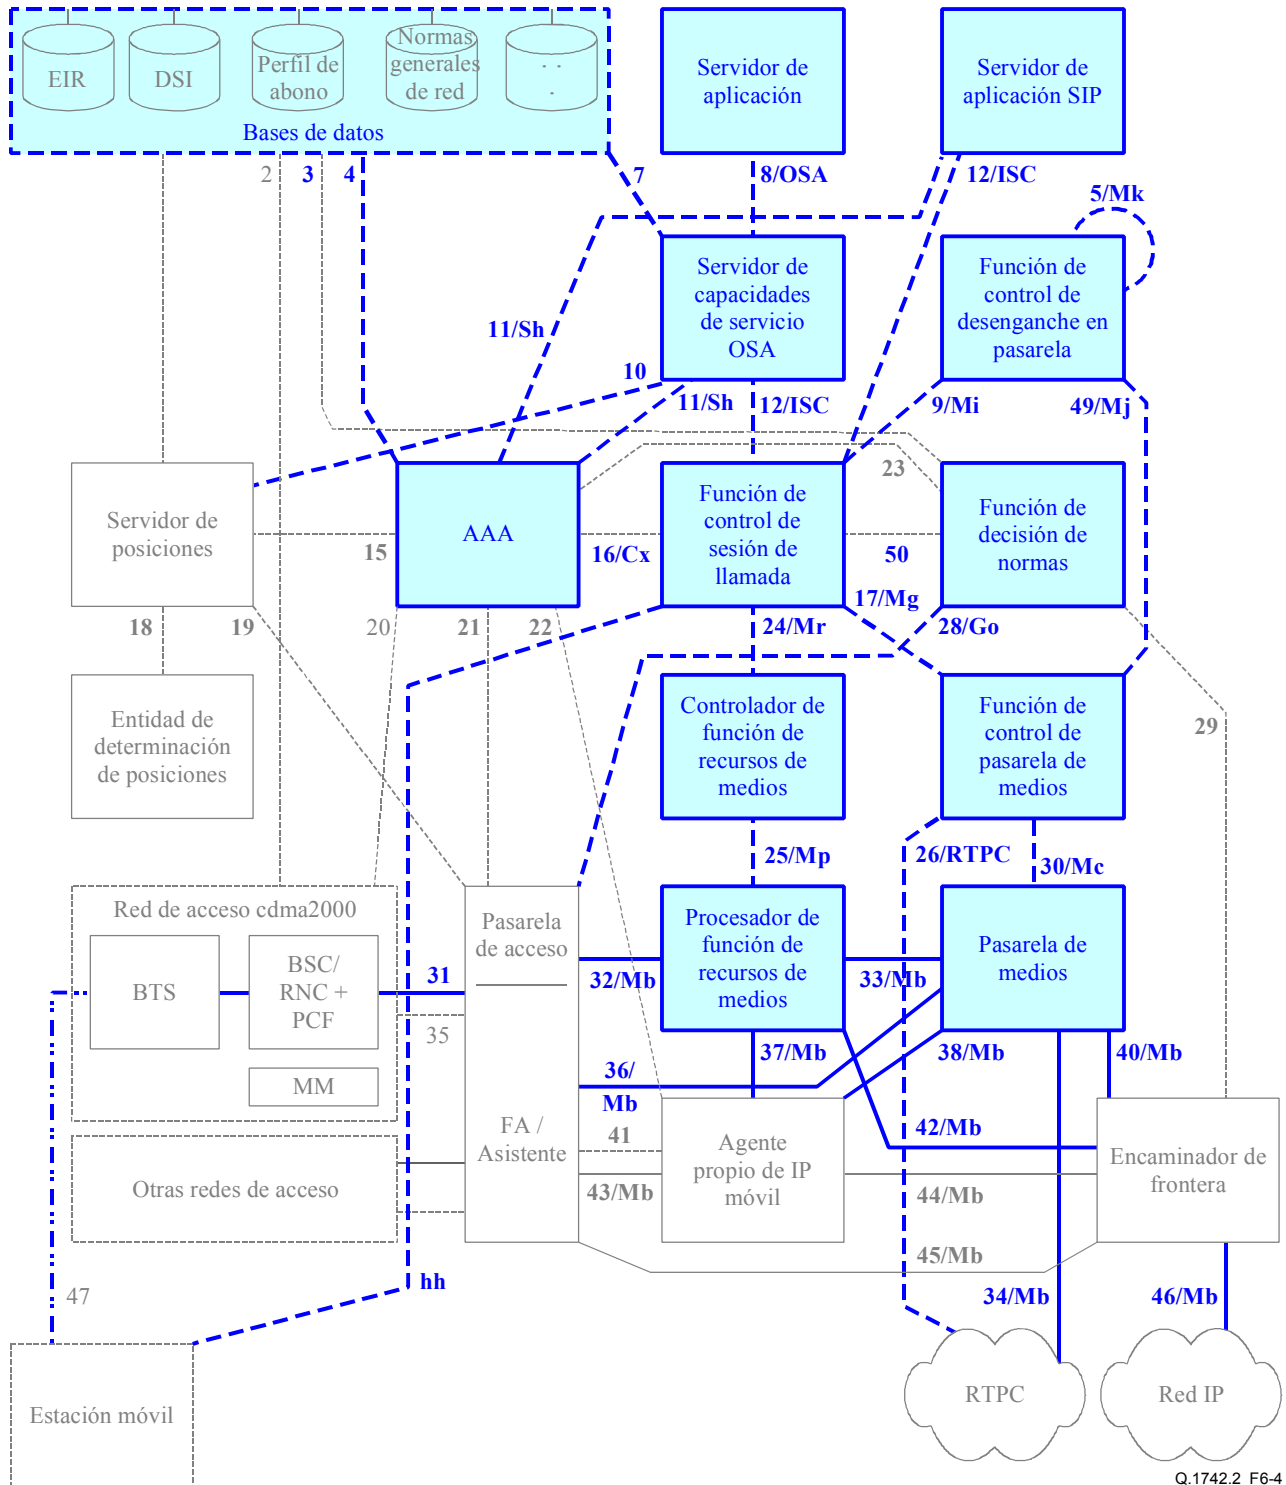 EIR
DSI
Perfil de
abono
Normas
generales
de red
. .
.
Bases de datos
Servidor de
aplicación
Servidor de
aplicación SIP
2
3
4
7
8/OSA
12/ISC
5/Mk
Servidor de
capacidades
de servicio
OSA
Función de
control de
desenganche en
pasarela
11/Sh
10
11/Sh
12/ISC
9/Mi
49/Mj
23
Servidor de
posiciones
15
AAA
16/Cx
Función de
control de
sesión de
llamada
50
Función de
decisión de
normas
17/Mg
18
19
20
21
22
24/Mr
28/Go
Entidad de
determinación
de posiciones
Controlador de
función de
recursos de
medios
Función de
control de
pasarela de
medios
29
25/Mp
26/RTPC
30/Mc
Red de acceso cdma2000
BTS
BSC/
RNC +
PCF
MM
31
35
Pasarela
de acceso
32/Mb
Procesador de
función de
recursos de
medios
33/Mb
Pasarela de
medios
36/
Mb
37/Mb
38/Mb
40/Mb
FA /
Asistente
41
42/Mb
43/Mb
Agente
propio de IP
móvil
44/Mb
Encaminador de
frontera
Otras redes de acceso
45/Mb
47
hh
34/Mb
46/Mb
Estación móvil
RTPC
Red IP
Q.1742.2 F6-4